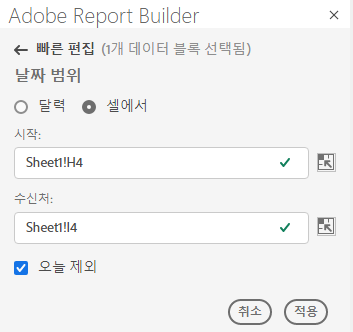 Adobe Report Builder
빠른 편집 (1개 데이터 블록 선택됨)
날짜 범위
달력 셀에서
시작:
Sheet1!H4
수신처:
Sheet1!I4
오늘 제외
취소 적용